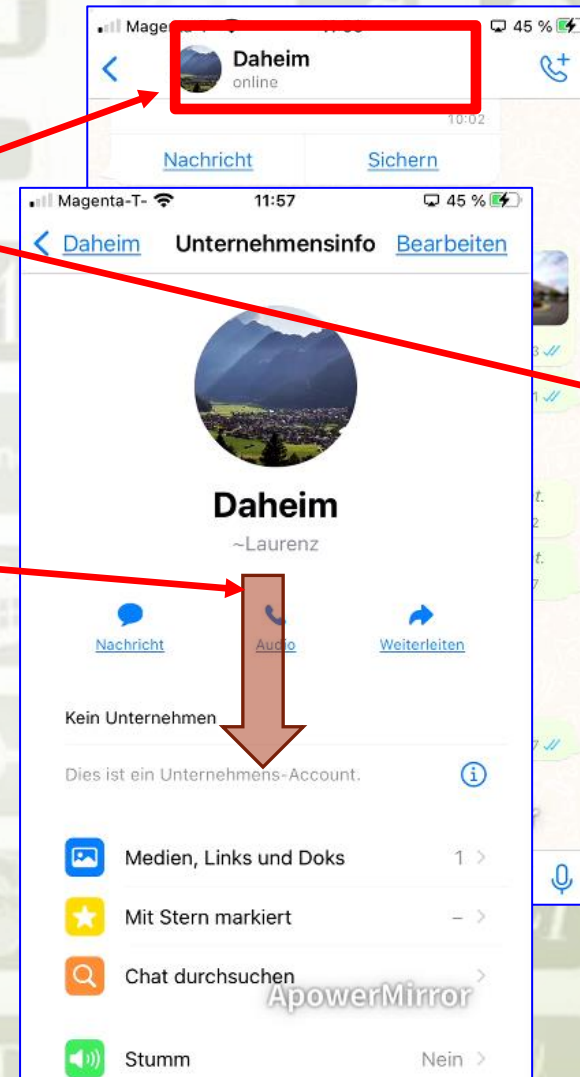 45 %
Daheim
online
10:02
Nachricht Sichern
Magenta-T- 11:57 45 %
Daheim Unternehmensinfo Bearbeiten
Daheim
~Laurenz
Nachricht Audio Weiterleiten
Kein Unternehmen
Dies ist ein Unternehmens-Account.
Medien, Links und Doks 1
Mit Stern markiert –
Chat durchsuchen
ApowerMirror
Stumm Nein